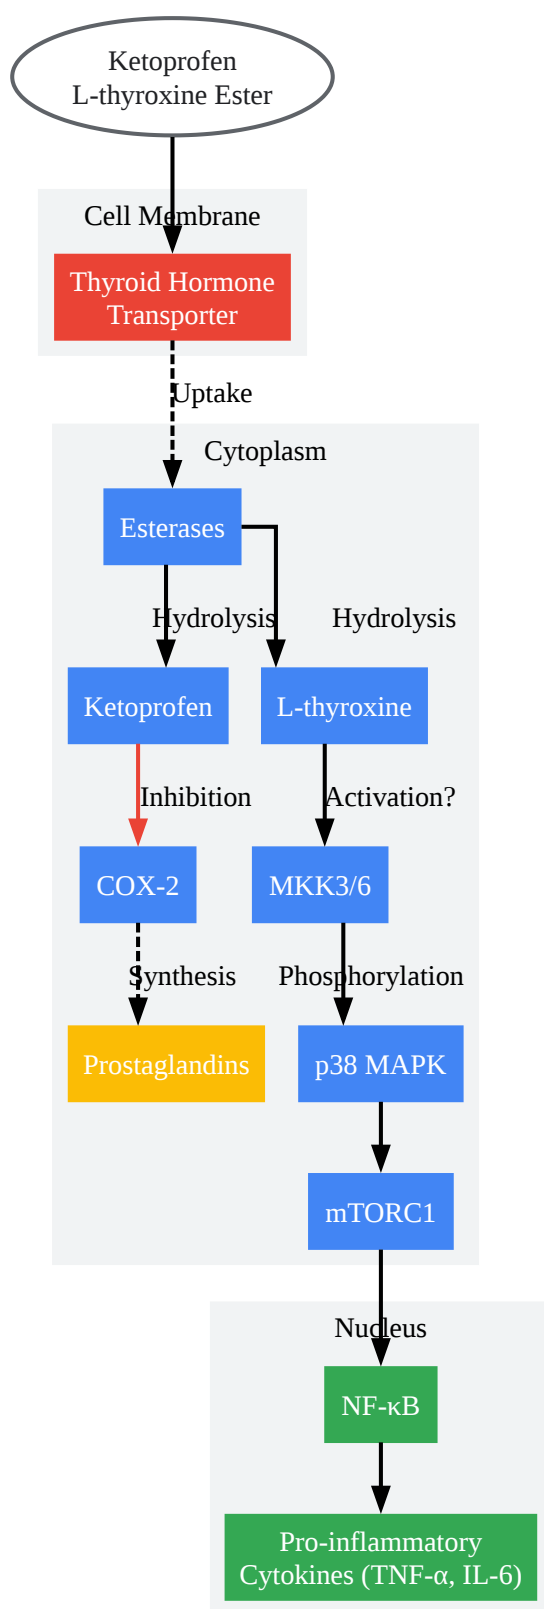 Ketoprofen
L-thyroxine Ester
Cell Membrane
Thyroid Hormone
Transporter
Uptake
Cytoplasm
Esterases
Hydrolysis
Hydrolysis
Ketoprofen
L-thyroxine
Inhibition
Activation?
COX-2
MKK3/6
Synthesis
Phosphorylation
Prostaglandins
p38 MAPK
mTORC1
Nucleus
NF-κB
Pro-inflammatory
Cytokines (TNF-α, IL-6)